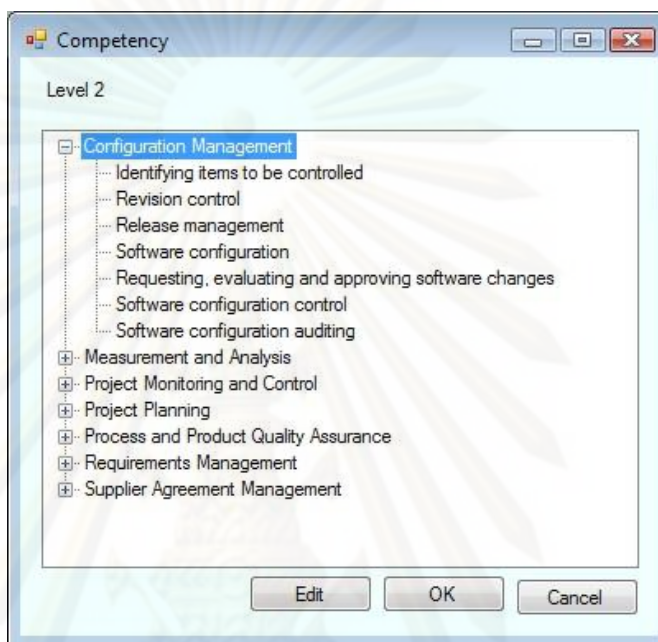 Competency
Level 2
Configuration Management
Identifying items to be controlled
Revision control
Release management
Software configuration
Requesting, evaluating and approving software changes
Software configuration control
Software configuration auditing
Measurement and Analysis
Project Monitoring and Control
Project Planning
Process and Product Quality Assurance
Requirements Management
Supplier Agreement Management
Edit
OK
Cancel